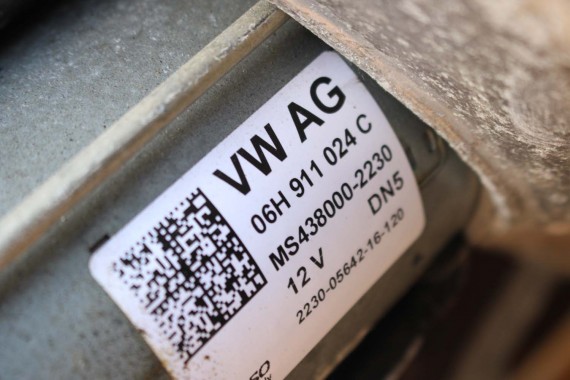 VW AG
06H 911 024 C
MS438000-2230
12 V DN5
2230-05642-16-120